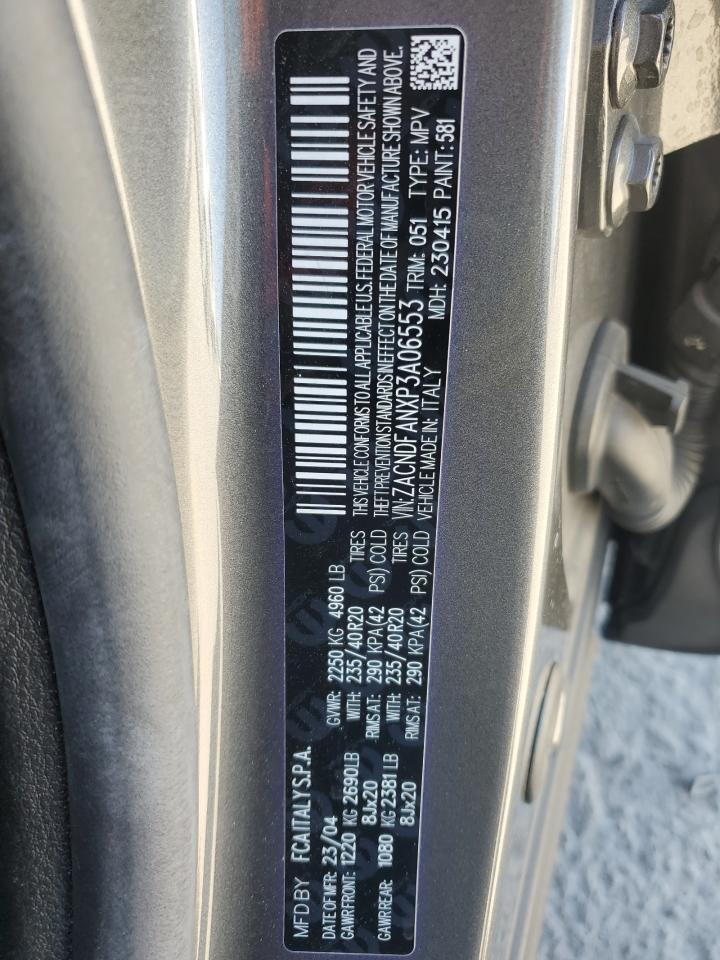 MFD BY FCA ITALY S.P.A.
DATE OF MFR: 23/04 GVWR: 2250 KG 4960 LB
GAWR FRONT: 1220 KG 2690LB WITH: 235/40R20 TIRES
8Jx20 RIMS AT: 290 KPA(42 PSI) COLD
GAWR REAR: 1080 KG 2381 LB WITH: 235/40R20 TIRES
8Jx20 RIMS AT: 290 KPA(42 PSI) COLD
THIS VEHICLE CONFORMS TO ALL APPLICABLE U.S. FEDERAL MOTOR VEHICLE SAFETY AND
THEFT PREVENTION STANDARDS IN EFFECT ON THE DATE OF MANUFACTURE SHOWN ABOVE.
VIN: ZACNDFANXP3A06553 TRIM: 051 TYPE: MPV
VEHICLE MADE IN: ITALY MDH: 230415 PAINT: 581